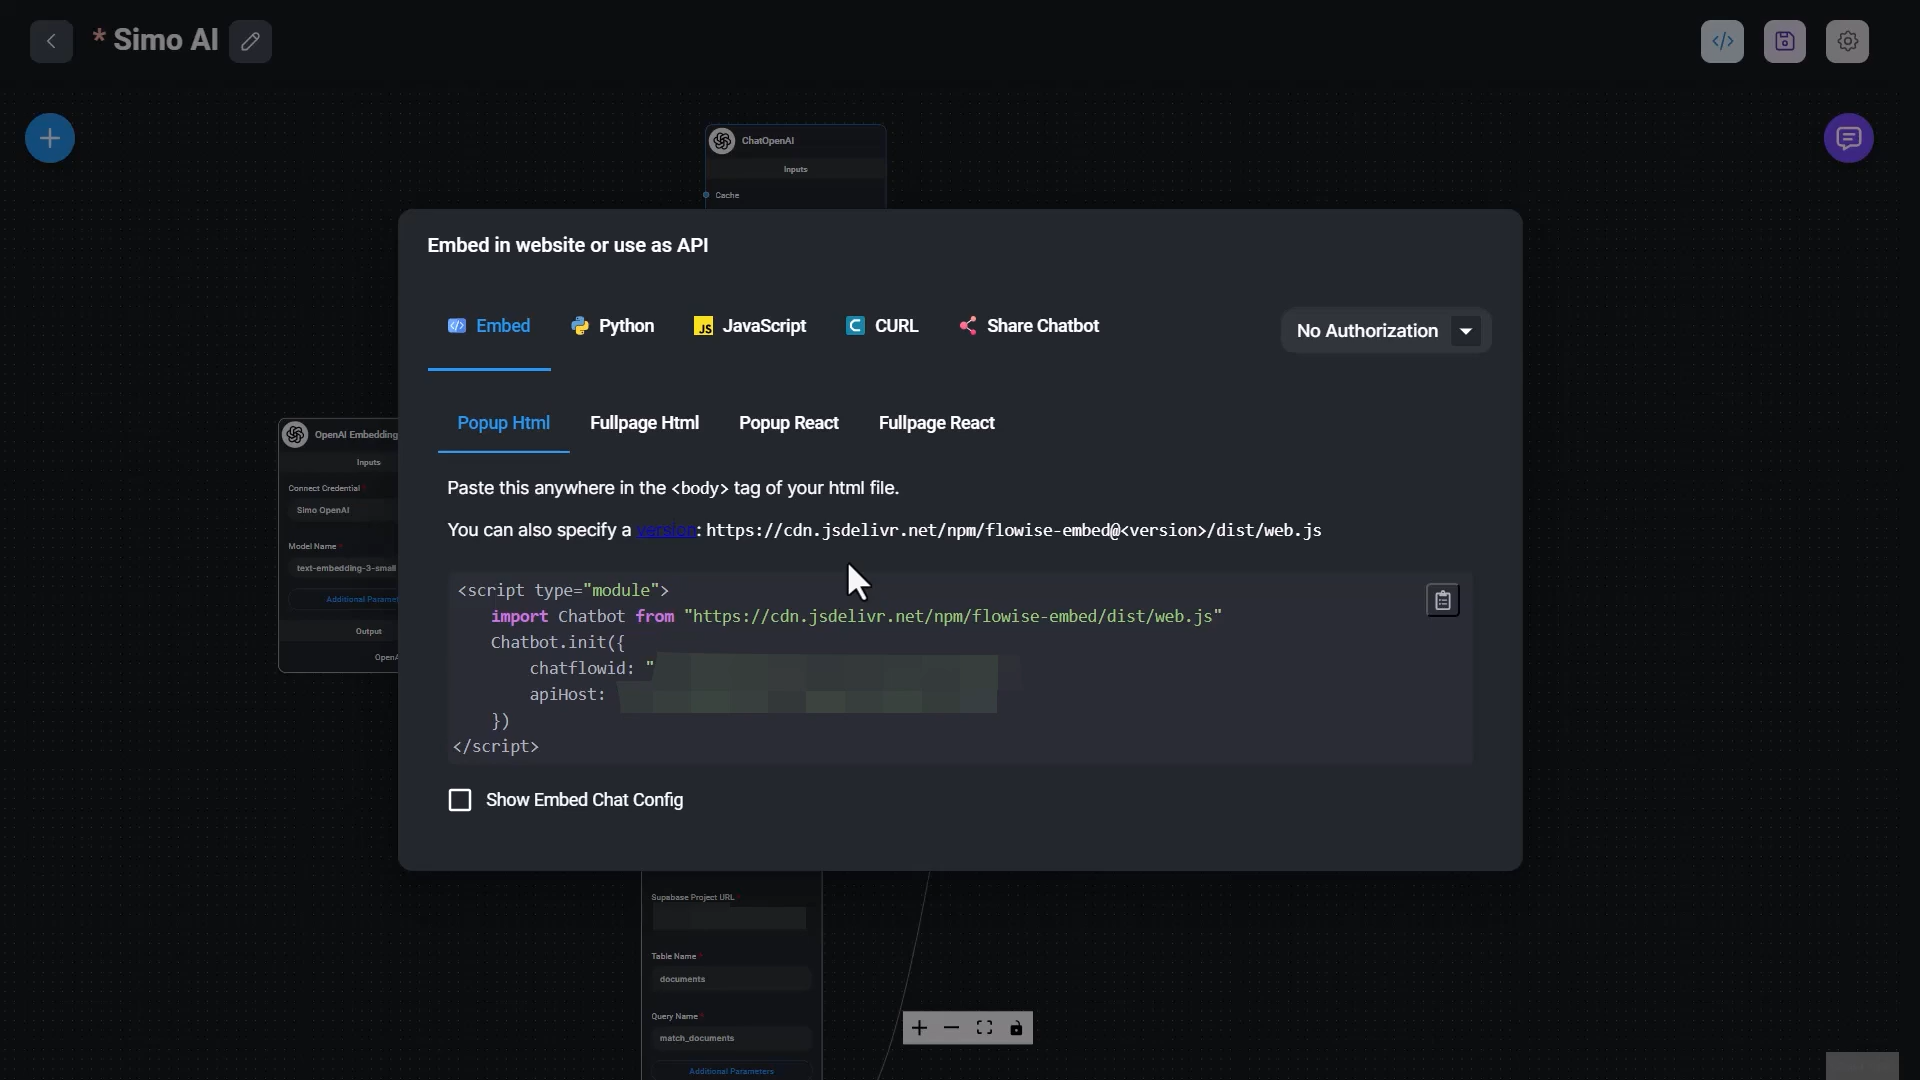 * Simo AI
ChatOpenAI
Inputs
Cache
Embed in website or use as API
Embed
Python
JavaScript
CURL
Share Chatbot
No Authorization
Popup Html
Fullpage Html
Popup React
Fullpage React
Paste this anywhere in the <body> tag of your html file.
You can also specify a version: https://cdn.jsdelivr.net/npm/flowise-embed@<version>/dist/web.js
<script type="module">
import Chatbot from "https://cdn.jsdelivr.net/npm/flowise-embed/dist/web.js"
Chatbot.init({
chatflowid: "
apiHost:
})
</script>
Show Embed Chat Config
OpenAI Embedding
Inputs
Connect Credential *
Simo OpenAI
Model Name *
text-embedding-3-small
Additional
Output
Supabase Project URL *
Table Name *
documents
Query Name *
match_documents
Additional Parameters